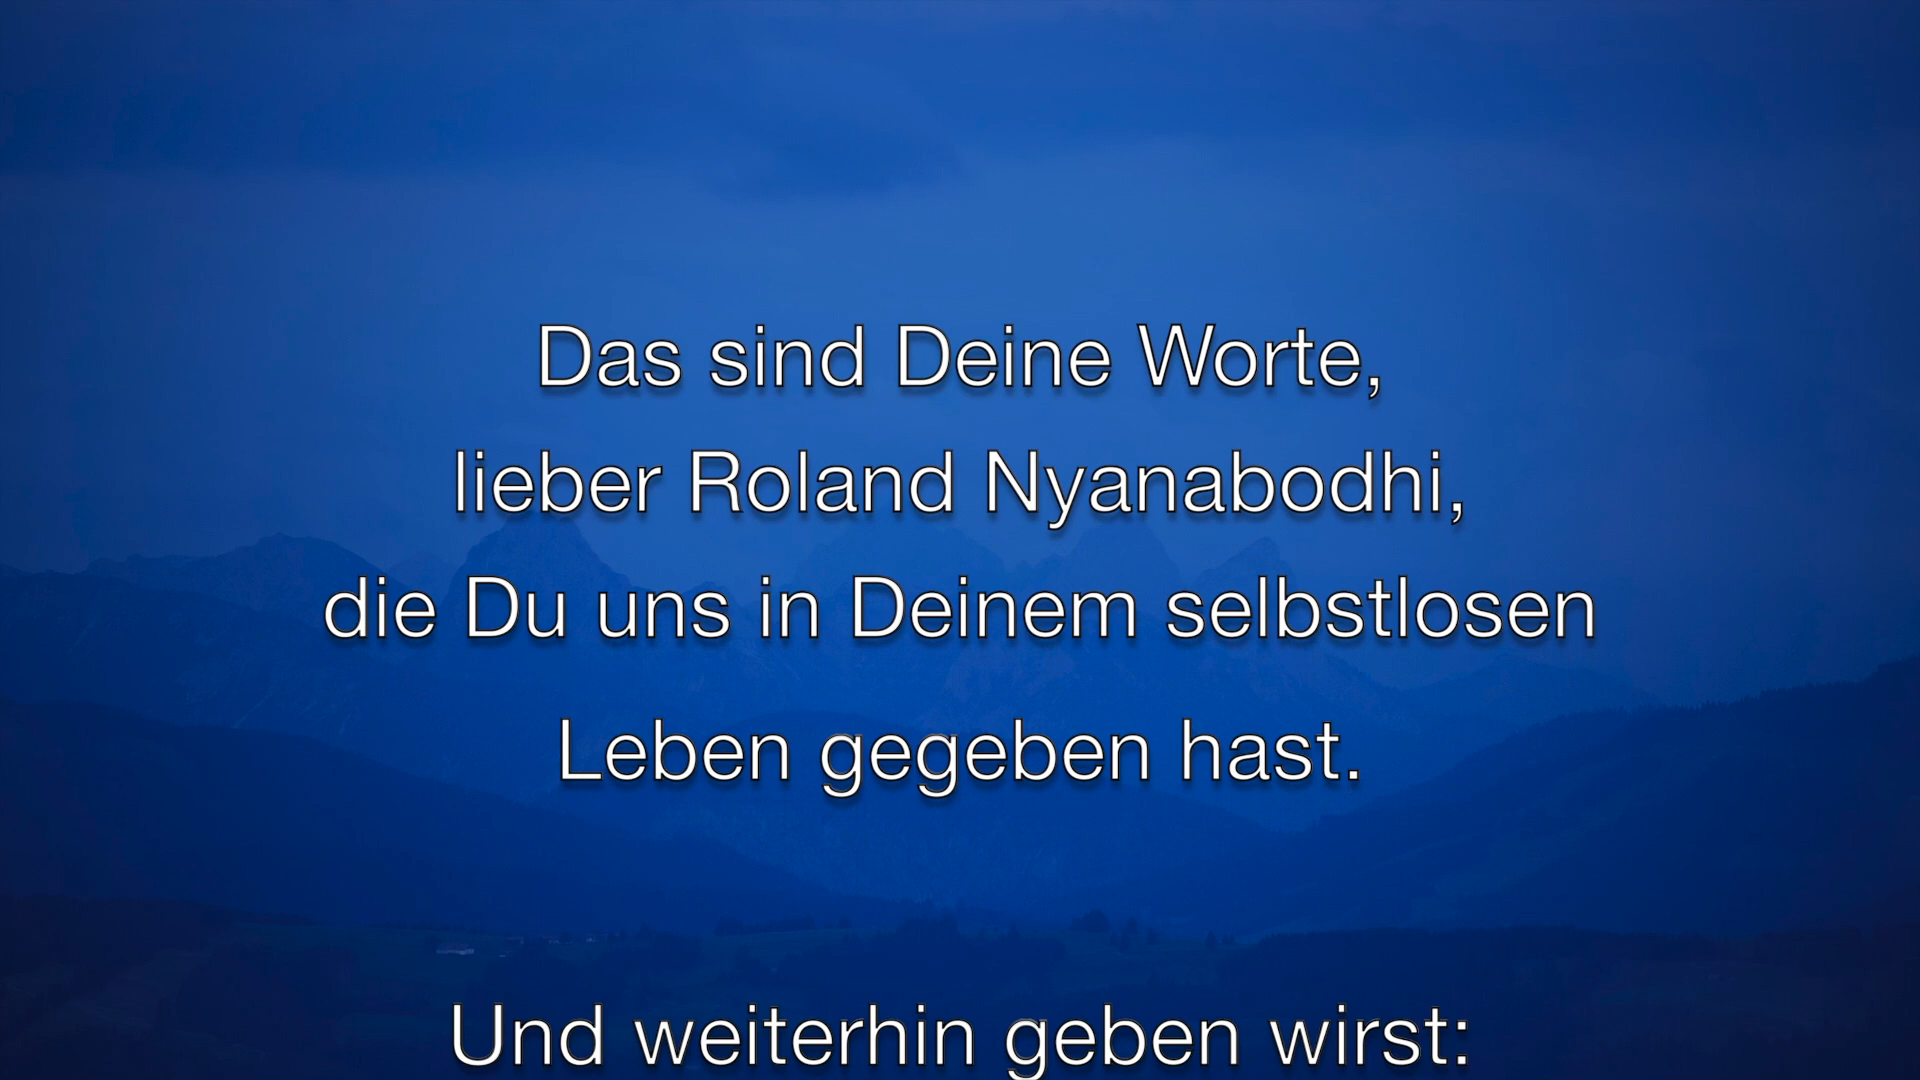 Das sind Deine Worte,
lieber Roland Nyanabodhi,
die Du uns in Deinem selbstlosen
Leben gegeben hast.
Und weiterhin geben wirst: